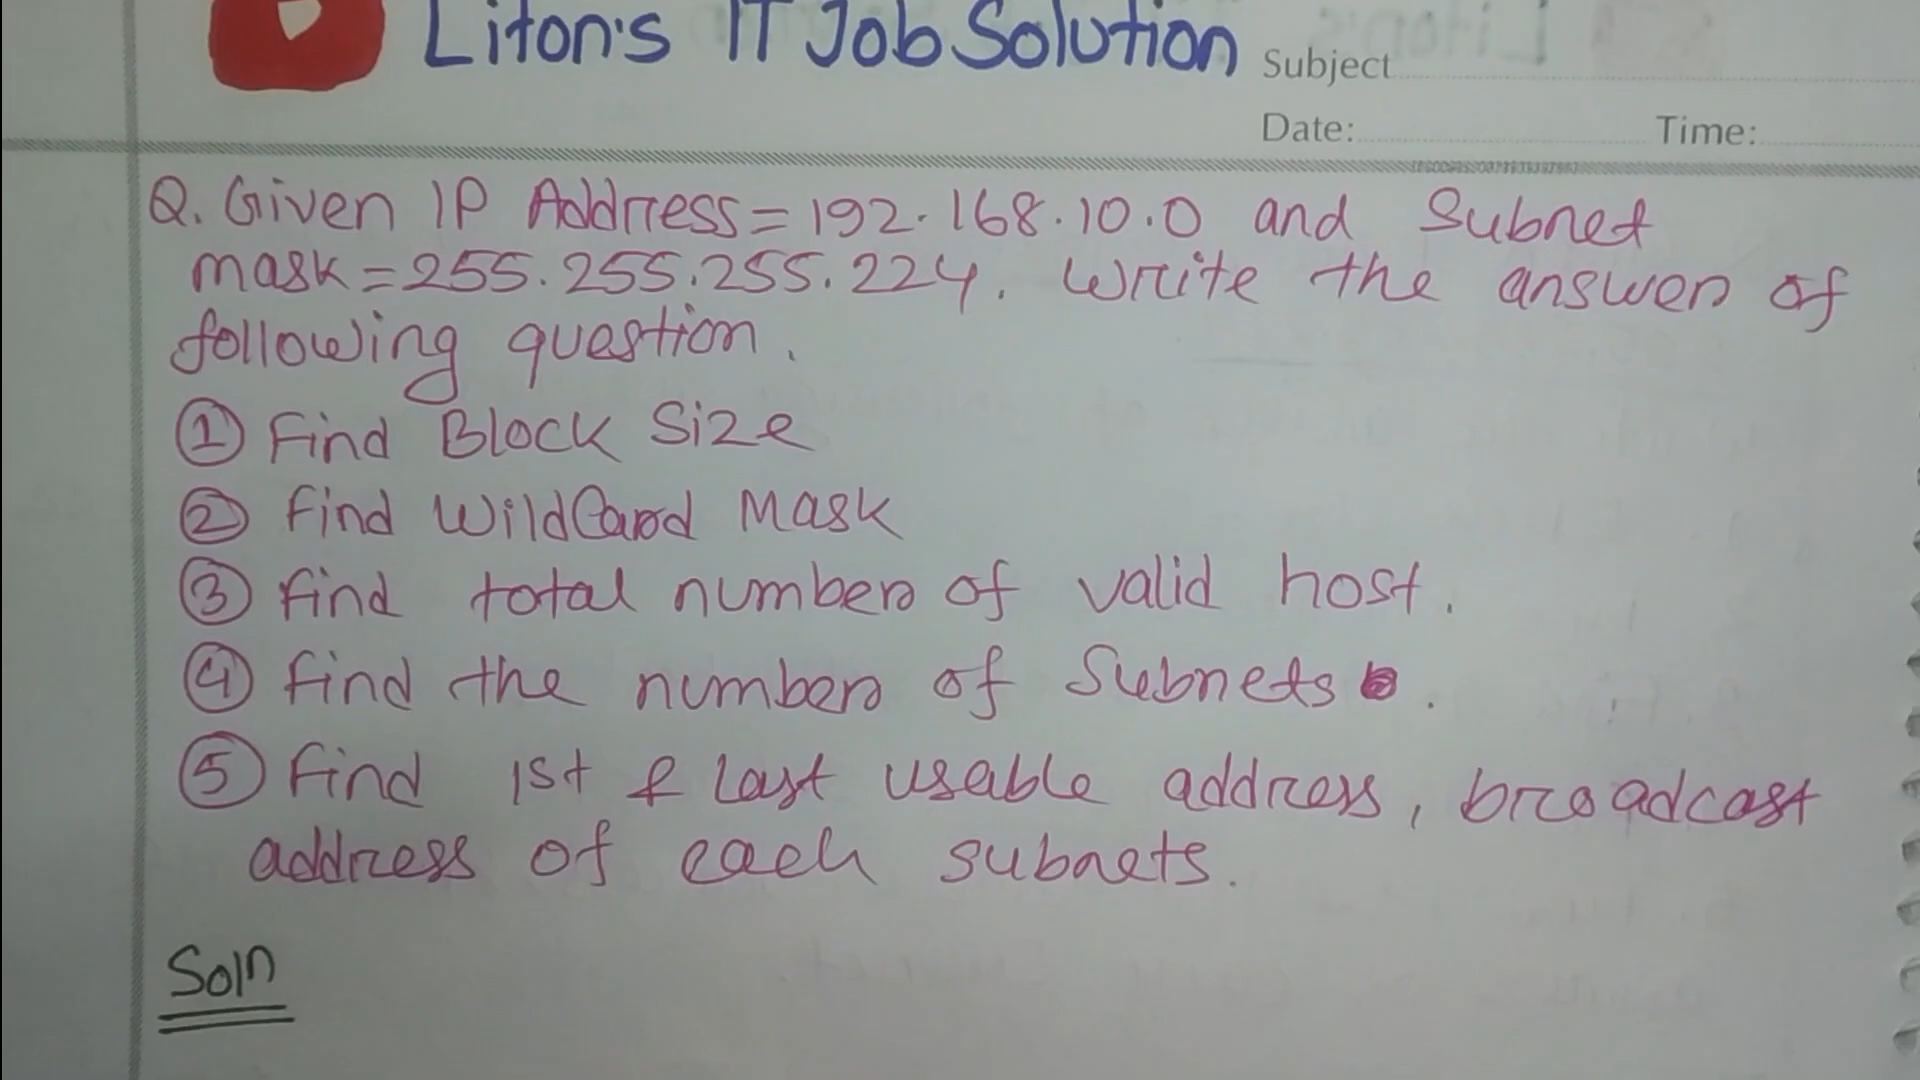 Liton's IT Job Solution
Subject
Date:
Time:
Q. Given IP Address = 192.168.10.0 and Subnet
mask = 255.255.255.224. Write the answer of
following question.
① Find Block Size
② Find WildCard Mask
③ Find total number of valid host.
④ Find the number of Subnets.
⑤ Find 1st & Last usable address, broadcast
address of each subnets.
Soln